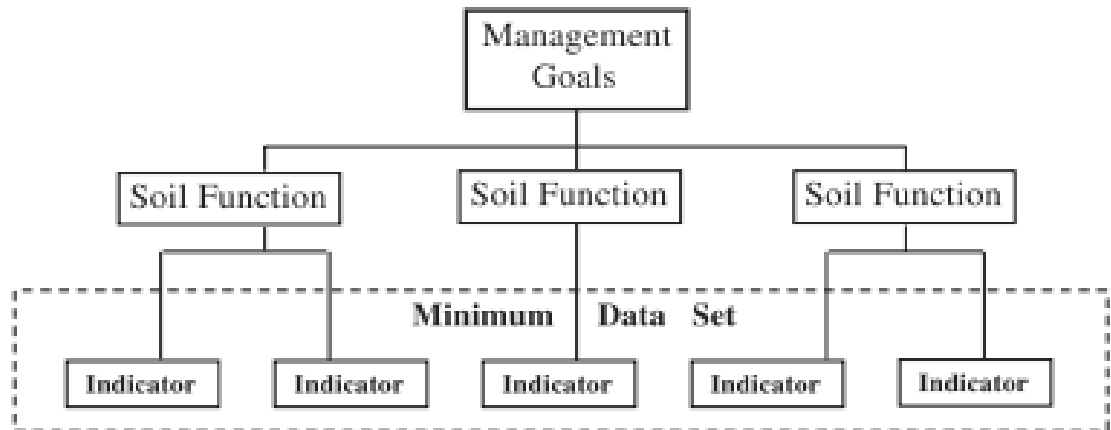 Management
Goals
Soil Function
Soil Function
Soil Function
Minimum Data Set
Indicator
Indicator
Indicator
Indicator
Indicator